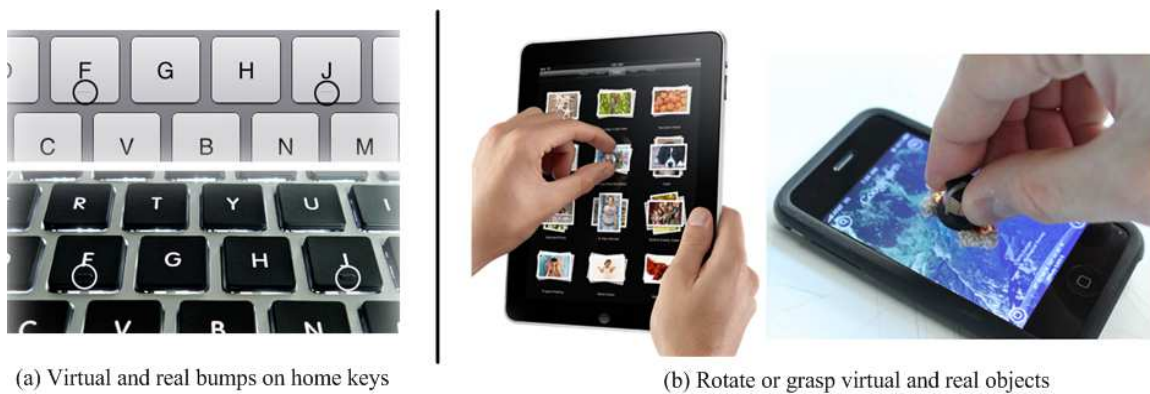 F G H J
C V B N M
R T Y U I
F G H J
C V B N
(a) Virtual and real bumps on home keys
(b) Rotate or grasp virtual and real objects